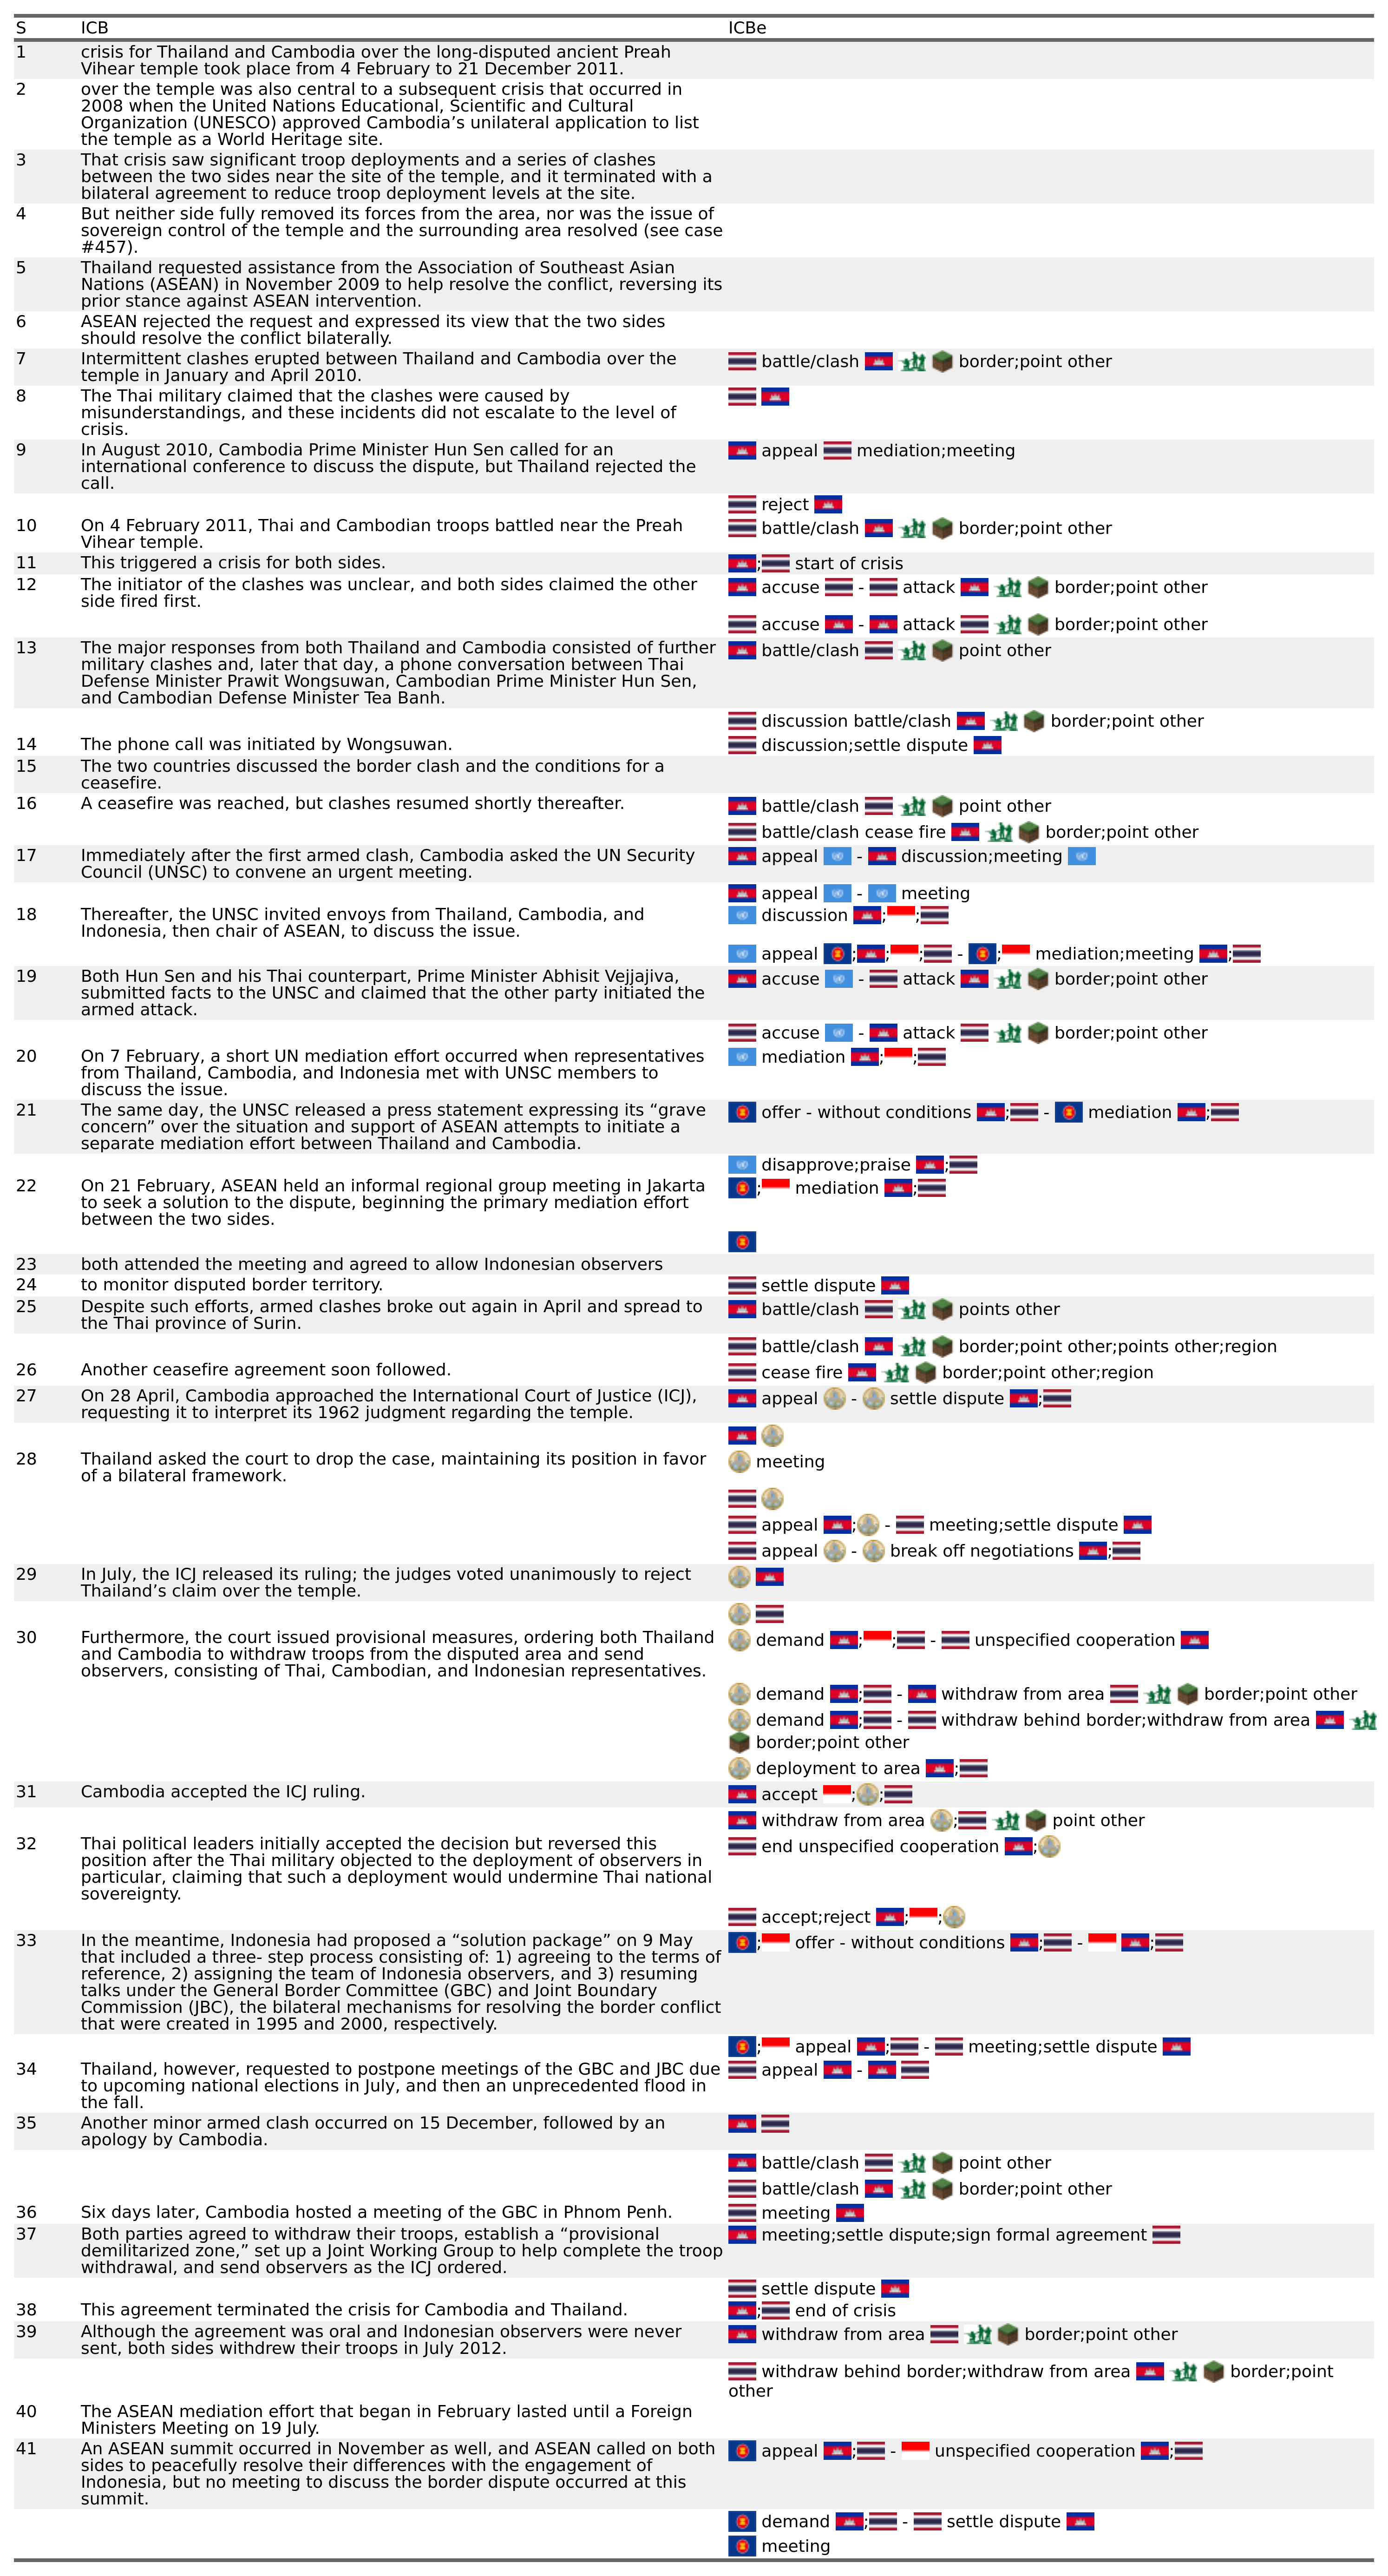 S ICB ICBe
1 crisis for Thailand and Cambodia over the long-disputed ancient Preah
Vihear temple took place from 4 February to 21 December 2011.
2 over the temple was also central to a subsequent crisis that occurred in
2008 when the United Nations Educational, Scientific and Cultural
Organization (UNESCO) approved Cambodia’s unilateral application to list
the temple as a World Heritage site.
3 That crisis saw significant troop deployments and a series of clashes
between the two sides near the site of the temple, and it terminated with a
bilateral agreement to reduce troop deployment levels at the site.
4 But neither side fully removed its forces from the area, nor was the issue of
sovereign control of the temple and the surrounding area resolved (see case
#457).
5 Thailand requested assistance from the Association of Southeast Asian
Nations (ASEAN) in November 2009 to help resolve the conflict, reversing its
prior stance against ASEAN intervention.
6 ASEAN rejected the request and expressed its view that the two sides
should resolve the conflict bilaterally.
7 Intermittent clashes erupted between Thailand and Cambodia over the battle/clash border;point other
temple in January and April 2010.
8 The Thai military claimed that the clashes were caused by
misunderstandings, and these incidents did not escalate to the level of
crisis.
9 In August 2010, Cambodia Prime Minister Hun Sen called for an appeal mediation;meeting
international conference to discuss the dispute, but Thailand rejected the
call.
reject
10 On 4 February 2011, Thai and Cambodian troops battled near the Preah battle/clash border;point other
Vihear temple.
11 This triggered a crisis for both sides. ; start of crisis
12 The initiator of the clashes was unclear, and both sides claimed the other accuse - attack border;point other
side fired first.
accuse - attack border;point other
13 The major responses from both Thailand and Cambodia consisted of further battle/clash point other
military clashes and, later that day, a phone conversation between Thai
Defense Minister Prawit Wongsuwan, Cambodian Prime Minister Hun Sen,
and Cambodian Defense Minister Tea Banh.
discussion battle/clash border;point other
14 The phone call was initiated by Wongsuwan. discussion;settle dispute
15 The two countries discussed the border clash and the conditions for a
ceasefire.
16 A ceasefire was reached, but clashes resumed shortly thereafter. battle/clash point other
battle/clash cease fire border;point other
17 Immediately after the first armed clash, Cambodia asked the UN Security appeal - discussion;meeting
Council (UNSC) to convene an urgent meeting.
appeal - meeting
18 Thereafter, the UNSC invited envoys from Thailand, Cambodia, and discussion ; ;
Indonesia, then chair of ASEAN, to discuss the issue.
appeal ; ; ; - ; mediation;meeting ;
19 Both Hun Sen and his Thai counterpart, Prime Minister Abhisit Vejjajiva, accuse - attack border;point other
submitted facts to the UNSC and claimed that the other party initiated the
armed attack.
accuse - attack border;point other
20 On 7 February, a short UN mediation effort occurred when representatives mediation ; ;
from Thailand, Cambodia, and Indonesia met with UNSC members to
discuss the issue.
21 The same day, the UNSC released a press statement expressing its “grave offer - without conditions ; - mediation ;
concern” over the situation and support of ASEAN attempts to initiate a
separate mediation effort between Thailand and Cambodia.
disapprove;praise ;
22 On 21 February, ASEAN held an informal regional group meeting in Jakarta ; mediation ;
to seek a solution to the dispute, beginning the primary mediation effort
between the two sides.
23 both attended the meeting and agreed to allow Indonesian observers
24 to monitor disputed border territory. settle dispute
25 Despite such efforts, armed clashes broke out again in April and spread to battle/clash points other
the Thai province of Surin.
battle/clash border;point other;points other;region
26 Another ceasefire agreement soon followed. cease fire border;point other;region
27 On 28 April, Cambodia approached the International Court of Justice (ICJ), appeal - settle dispute ;
requesting it to interpret its 1962 judgment regarding the temple.
28 Thailand asked the court to drop the case, maintaining its position in favor meeting
of a bilateral framework.
appeal ; - meeting;settle dispute
appeal - break off negotiations ;
29 In July, the ICJ released its ruling; the judges voted unanimously to reject
Thailand’s claim over the temple.
30 Furthermore, the court issued provisional measures, ordering both Thailand demand ; ; - unspecified cooperation
and Cambodia to withdraw troops from the disputed area and send
observers, consisting of Thai, Cambodian, and Indonesian representatives.
demand ; - withdraw from area border;point other
demand ; - withdraw behind border;withdraw from area
border;point other
deployment to area ;
31 Cambodia accepted the ICJ ruling. accept ; ;
withdraw from area ; point other
32 Thai political leaders initially accepted the decision but reversed this end unspecified cooperation ;
position after the Thai military objected to the deployment of observers in
particular, claiming that such a deployment would undermine Thai national
sovereignty.
accept;reject ; ;
33 In the meantime, Indonesia had proposed a “solution package” on 9 May ; offer - without conditions ; - ;
that included a three- step process consisting of: 1) agreeing to the terms of
reference, 2) assigning the team of Indonesia observers, and 3) resuming
talks under the General Border Committee (GBC) and Joint Boundary
Commission (JBC), the bilateral mechanisms for resolving the border conflict
that were created in 1995 and 2000, respectively.
; appeal ; - meeting;settle dispute
34 Thailand, however, requested to postpone meetings of the GBC and JBC due appeal -
to upcoming national elections in July, and then an unprecedented flood in
the fall.
35 Another minor armed clash occurred on 15 December, followed by an
apology by Cambodia.
battle/clash point other
battle/clash border;point other
36 Six days later, Cambodia hosted a meeting of the GBC in Phnom Penh. meeting
37 Both parties agreed to withdraw their troops, establish a “provisional meeting;settle dispute;sign formal agreement
demilitarized zone,” set up a Joint Working Group to help complete the troop
withdrawal, and send observers as the ICJ ordered.
settle dispute
38 This agreement terminated the crisis for Cambodia and Thailand. ; end of crisis
39 Although the agreement was oral and Indonesian observers were never withdraw from area border;point other
sent, both sides withdrew their troops in July 2012.
withdraw behind border;withdraw from area border;point
other
40 The ASEAN mediation effort that began in February lasted until a Foreign
Ministers Meeting on 19 July.
41 An ASEAN summit occurred in November as well, and ASEAN called on both appeal ; - unspecified cooperation ;
sides to peacefully resolve their differences with the engagement of
Indonesia, but no meeting to discuss the border dispute occurred at this
summit.
demand ; - settle dispute
meeting